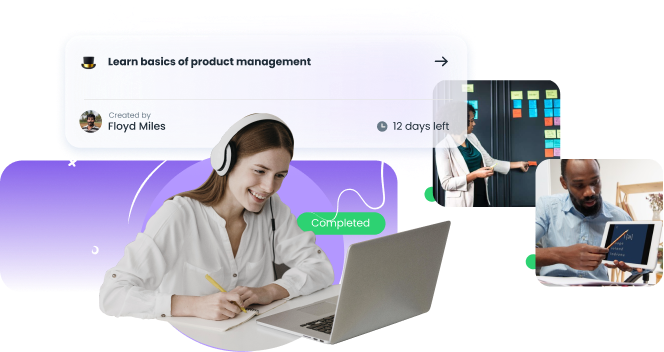 Learn basics of product management
Created by
Floyd Miles
12 days left
Completed